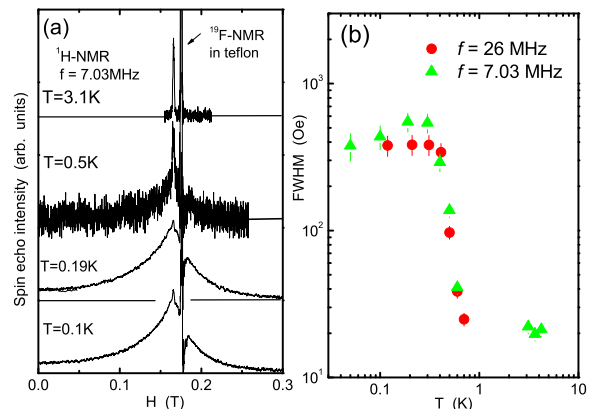 (a)
¹⁹F-NMR
in teflon
¹H-NMR
f = 7.03MHz
T=3.1K
T=0.5K
T=0.19K
T=0.1K
Spin echo intensity (arb. units)
0.0 0.1 0.2 0.3
H (T)
(b)
f = 26 MHz
f = 7.03 MHz
10³
10²
10¹
FWHM (Oe)
0.1 1 10
T (K)